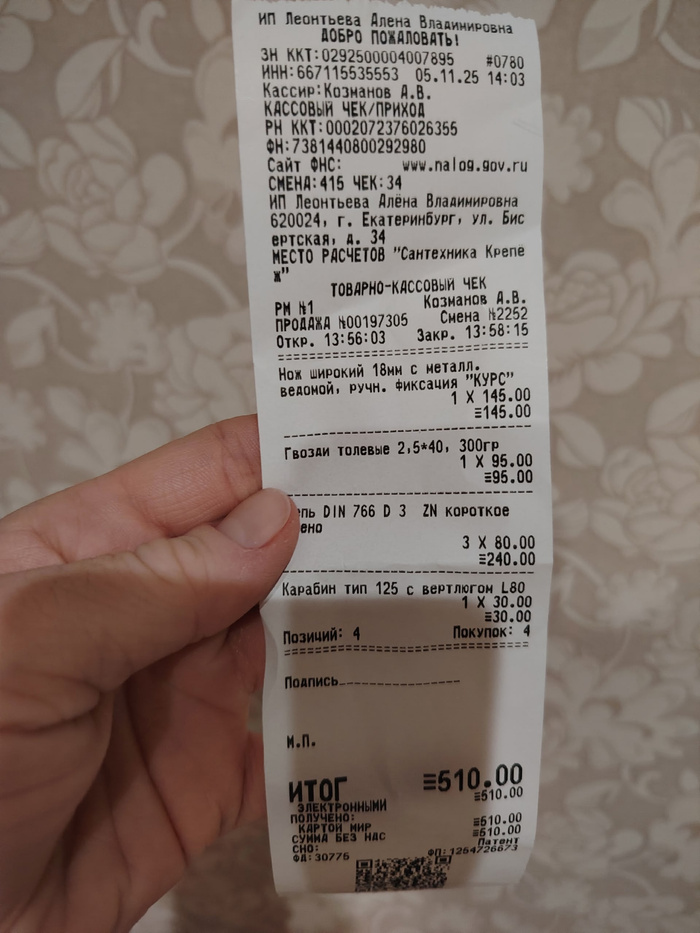 ИП Леонтьева Алена Владимировна
ДОБРО ПОЖАЛОВАТЬ!
ЗН ККТ:0292500004007895 #0780
ИНН:667115535553 05.11.25 14:03
Кассир:Козманов А.В.
КАССОВЫЙ ЧЕК/ПРИХОД
РН ККТ:0002072376026355
ФН:7381440800292980
Сайт ФНС: www.nalog.gov.ru
СМЕНА:415 ЧЕК:34
ИП Леонтьева Алёна Владимировна
620024, г. Екатеринбург, ул. Бис
ертская, д. 34
МЕСТО РАСЧЕТОВ "Сантехника Крепе
ж"
ТОВАРНО-КАССОВЫЙ ЧЕК
РМ №1 Козманов А.В.
ПРОДАЖА №00197305 Смена №2252
Откр. 13:56:03 Закр. 13:58:15
Нож широкий 18мм с металл.
ведомой, ручн. фиксация "КУРС"
1 X 145.00
≡145.00
Гвозди толевые 2,5*40, 300гр
1 X 95.00
≡95.00
епь DIN 766 D 3 ZN короткое
ено
3 X 80.00
≡240.00
Карабин тип 125 с вертлюгом L80
1 X 30.00
≡30.00
Позиций: 4 Покупок: 4
Подпись
М.П.
ИТОГ ≡510.00
ЭЛЕКТРОННЫМИ ≡510.00
ПОЛУЧЕНО:
КАРТОЙ МИР ≡510.00
СУММА БЕЗ НДС ≡510.00
СНО: Патент
ФД:30775 ФП:1254726673